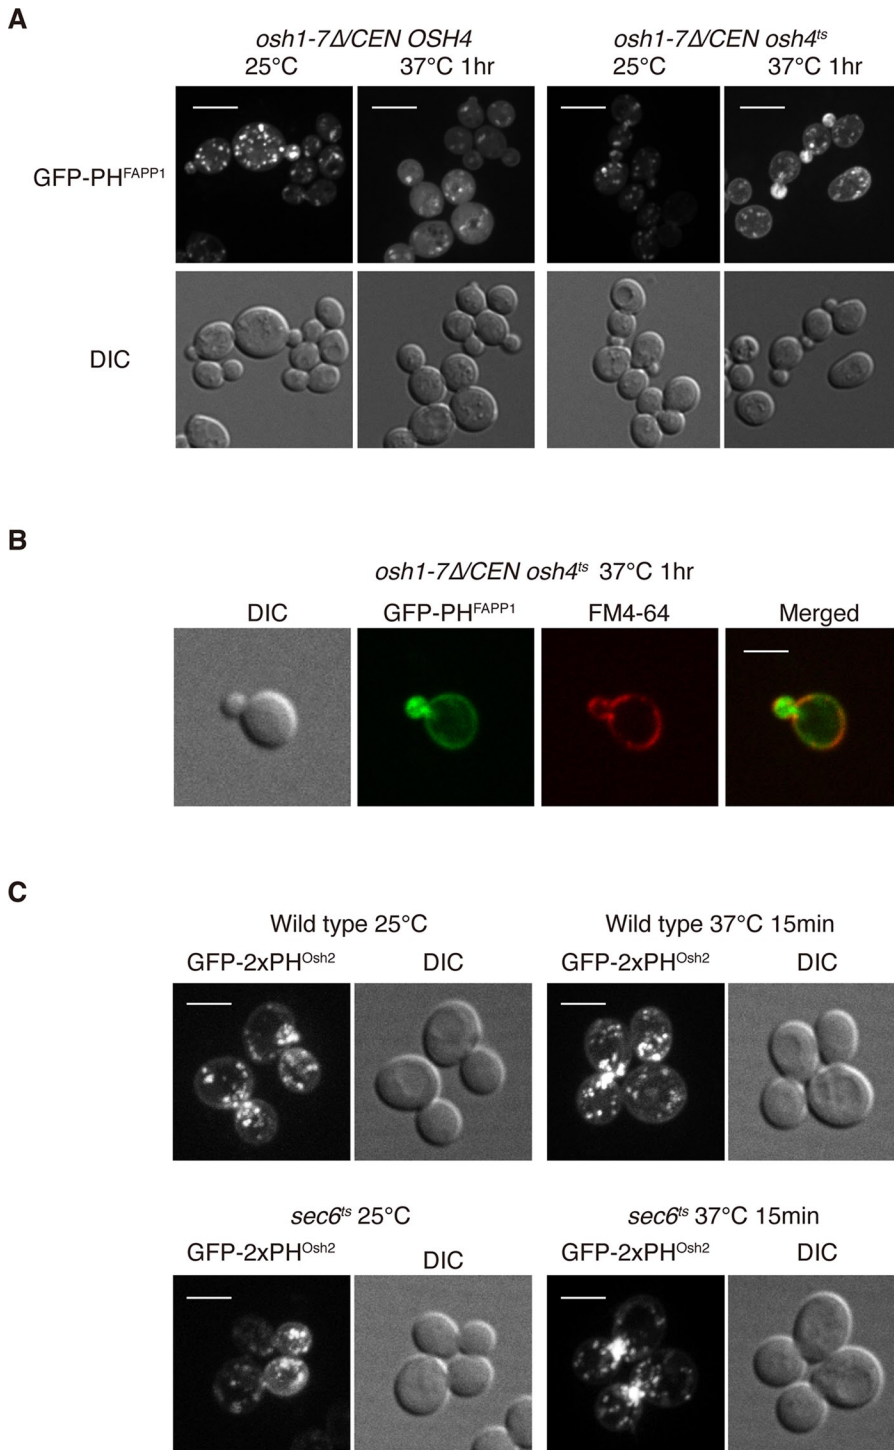 A
osh1-7Δ/CEN OSH4
osh1-7Δ/CEN osh4ts
25°C
37°C 1hr
25°C
37°C 1hr
GFP-PHFAPP1
DIC
B
osh1-7Δ/CEN osh4ts 37°C 1hr
DIC
GFP-PHFAPP1
FM4-64
Merged
C
Wild type 25°C
Wild type 37°C 15min
GFP-2xPHOsh2
DIC
GFP-2xPHOsh2
DIC
sec6ts 25°C
sec6ts 37°C 15min
GFP-2xPHOsh2
DIC
GFP-2xPHOsh2
DIC